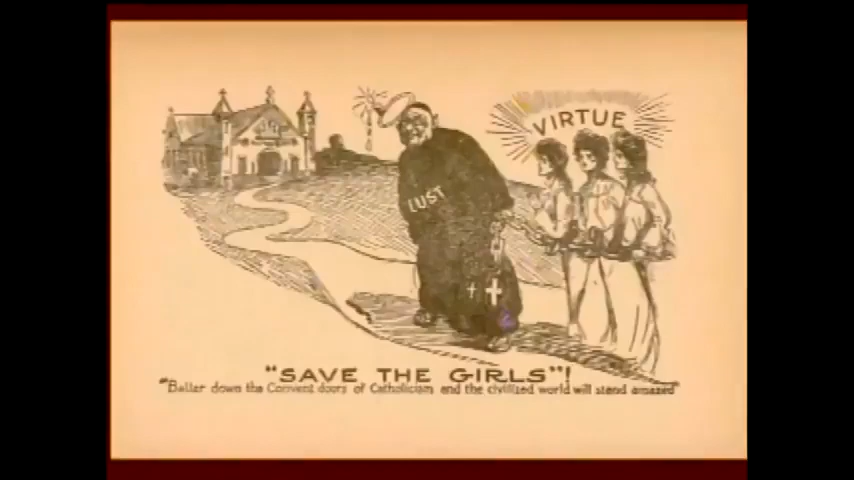 VIRTUE
LUST
"SAVE THE GIRLS"!
"Batter down the Convent doors of Catholicism and the civilized world will stand amazed"